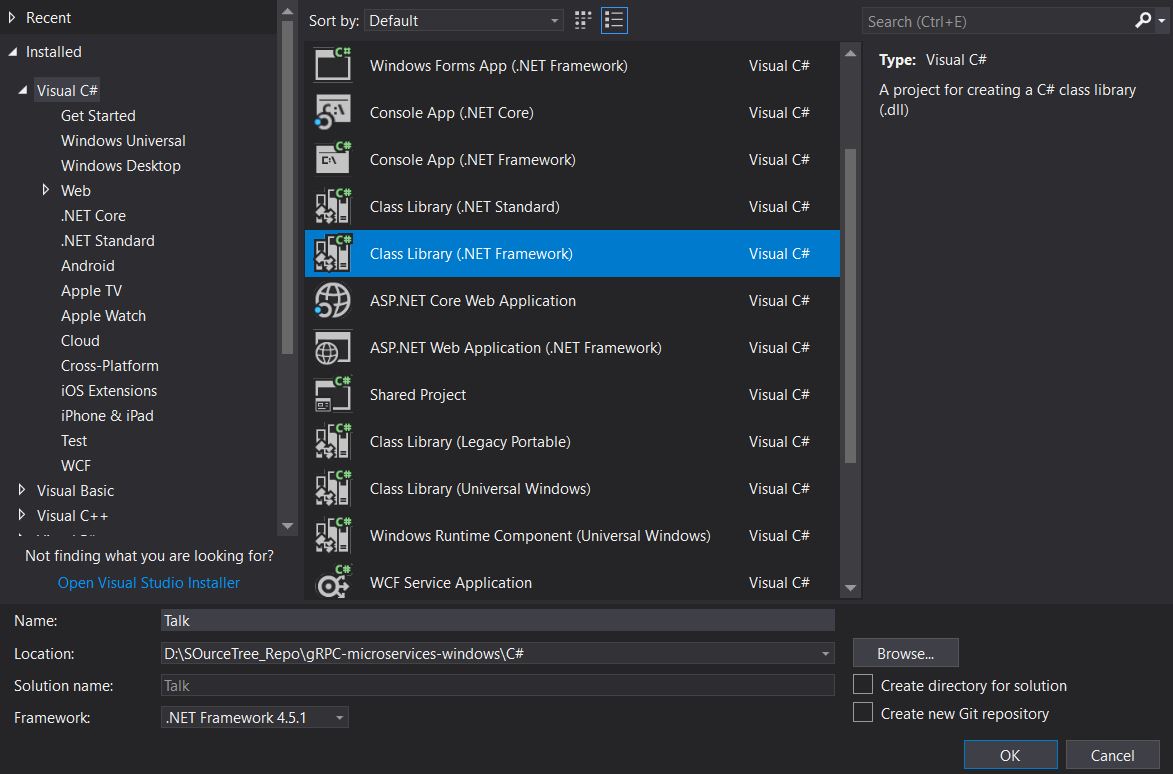 Recent
Installed
Visual C#
Get Started
Windows Universal
Windows Desktop
Web
.NET Core
.NET Standard
Android
Apple TV
Apple Watch
Cloud
Cross-Platform
iOS Extensions
iPhone & iPad
Test
WCF
Visual Basic
Visual C++
Not finding what you are looking for?
Open Visual Studio Installer
Sort by: Default
Windows Forms App (.NET Framework) Visual C#
Console App (.NET Core) Visual C#
Console App (.NET Framework) Visual C#
Class Library (.NET Standard) Visual C#
Class Library (.NET Framework) Visual C#
ASP.NET Core Web Application Visual C#
ASP.NET Web Application (.NET Framework) Visual C#
Shared Project Visual C#
Class Library (Legacy Portable) Visual C#
Class Library (Universal Windows) Visual C#
Windows Runtime Component (Universal Windows) Visual C#
WCF Service Application Visual C#
Search (Ctrl+E)
Type: Visual C#
A project for creating a C# class library
(.dll)
Name: Talk
Location: D:\SOurceTree_Repo\gRPC-microservices-windows\C#
Browse...
Solution name: Talk
Create directory for solution
Framework: .NET Framework 4.5.1
Create new Git repository
OK Cancel